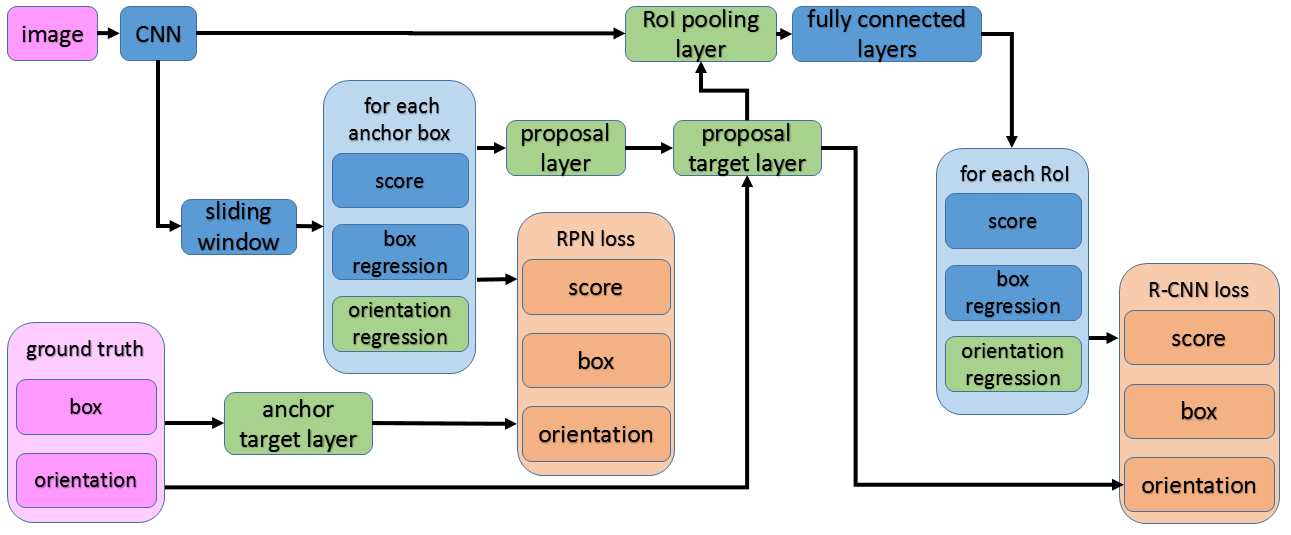 image
CNN
RoI pooling
layer
fully connected
layers
for each
anchor box
score
box
regression
orientation
regression
proposal
layer
proposal
target layer
sliding
window
RPN loss
score
box
orientation
ground truth
box
orientation
anchor
target layer
for each RoI
score
box
regression
orientation
regression
R-CNN loss
score
box
orientation